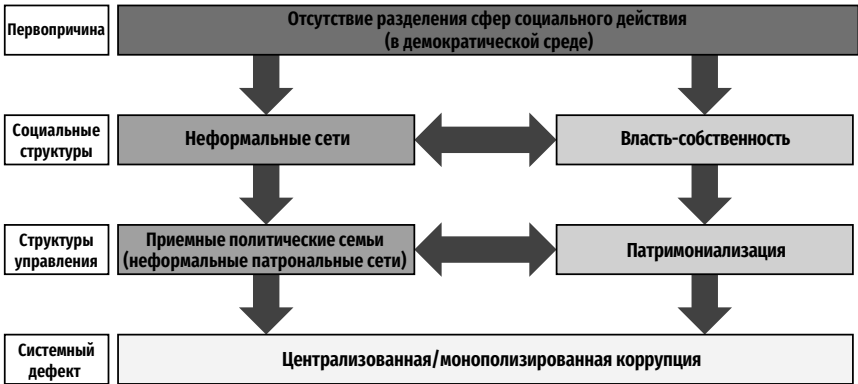 Первопричина
Отсутствие разделения сфер социального действия
(в демократической среде)
Социальные
структуры
Неформальные сети
Власть-собственность
Структуры
управления
Приемные политические семьи
(неформальные патрональные сети)
Патримониализация
Системный
дефект
Централизованная/монополизированная коррупция